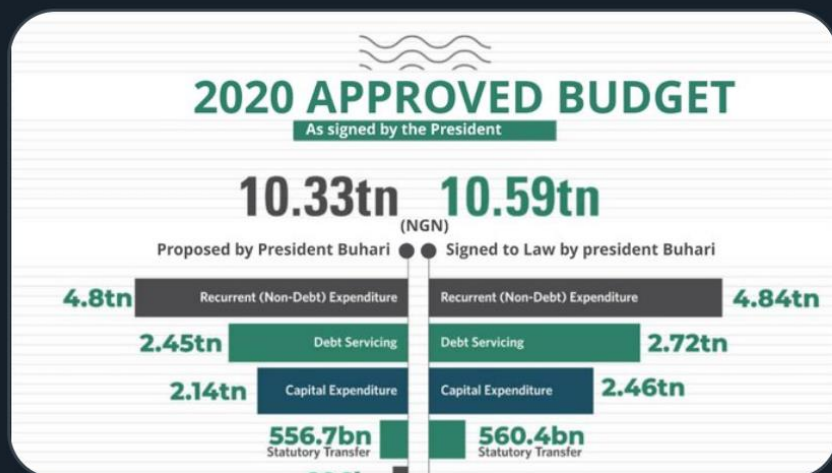 2020 APPROVED BUDGET
As signed by the President
10.33tn 10.59tn
(NGN)
Proposed by President Buhari Signed to Law by president Buhari
4.8tn Recurrent (Non-Debt) Expenditure Recurrent (Non-Debt) Expenditure 4.84tn
2.45tn Debt Servicing Debt Servicing 2.72tn
2.14tn Capital Expenditure Capital Expenditure 2.46tn
556.7bn 560.4bn
Statutory Transfer Statutory Transfer